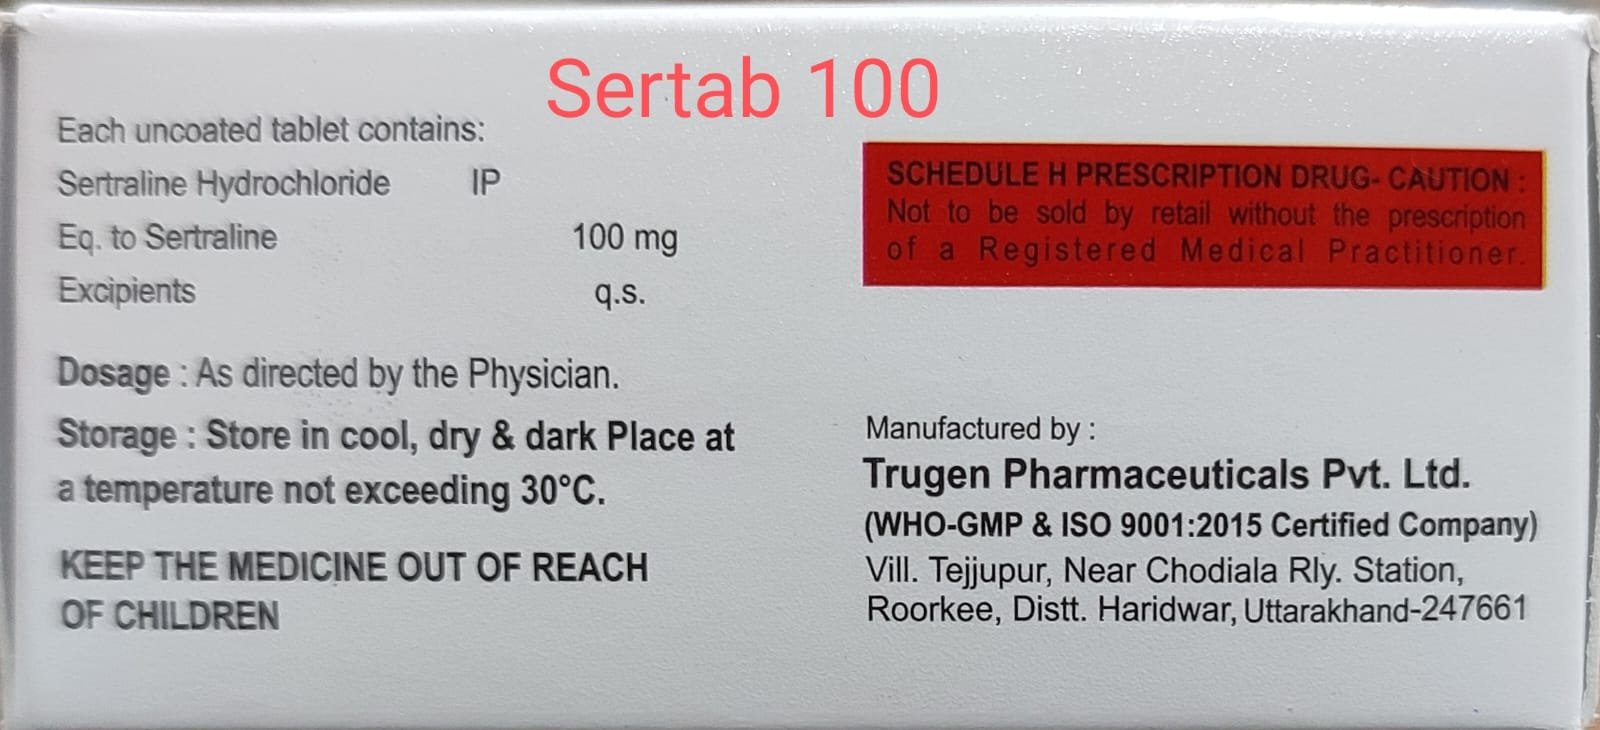 Sertab 100
Each uncoated tablet contains:
Sertraline Hydrochloride IP
Eq. to Sertraline 100 mg
Excipients q.s.
Dosage : As directed by the Physician.
Storage : Store in cool, dry & dark Place at
a temperature not exceeding 30°C.
KEEP THE MEDICINE OUT OF REACH
OF CHILDREN
SCHEDULE H PRESCRIPTION DRUG- CAUTION :
Not to be sold by retail without the prescription
of a Registered Medical Practitioner.
Manufactured by :
Trugen Pharmaceuticals Pvt. Ltd.
(WHO-GMP & ISO 9001:2015 Certified Company)
Vill. Tejjupur, Near Chodiala Rly. Station,
Roorkee, Distt. Haridwar, Uttarakhand-247661